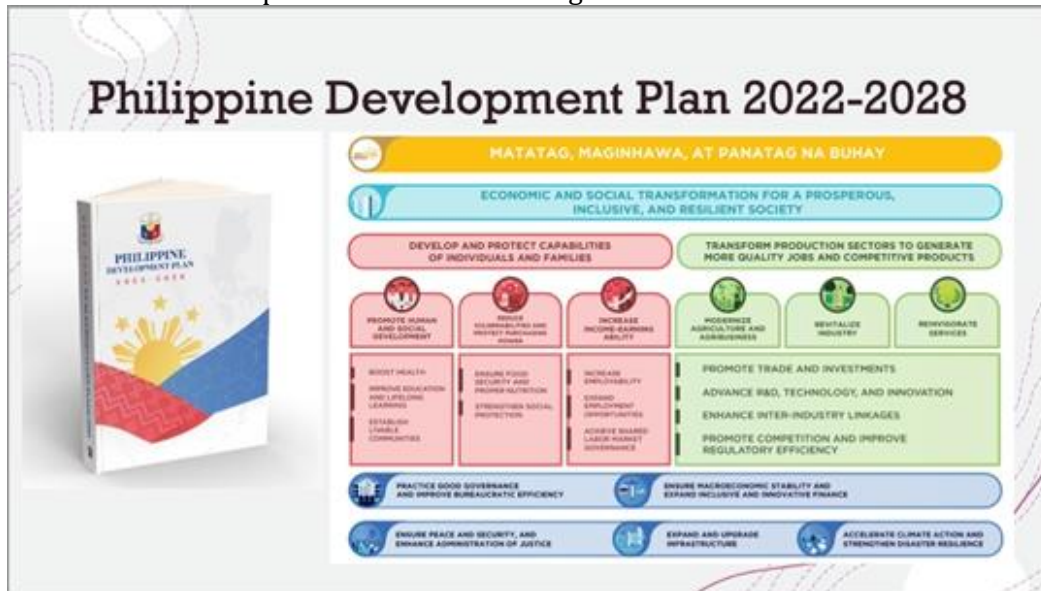 Philippine Development Plan 2022-2028
PHILIPPINE
DEVELOPMENT PLAN
2023-2028
MATATAG, MAGINHAWA, AT PANATAG NA BUHAY
ECONOMIC AND SOCIAL TRANSFORMATION FOR A PROSPEROUS,
INCLUSIVE, AND RESILIENT SOCIETY
DEVELOP AND PROTECT CAPABILITIES
OF INDIVIDUALS AND FAMILIES
TRANSFORM PRODUCTION SECTORS TO GENERATE
MORE QUALITY JOBS AND COMPETITIVE PRODUCTS
PROMOTE HUMAN
AND SOCIAL
DEVELOPMENT
REDUCE
VULNERABILITIES AND
PROTECT PURCHASING
POWER
INCREASE
INCOME-EARNING
ABILITY
MODERNIZE
AGRICULTURE AND
AGRIBUSINESS
REVITALIZE
INDUSTRY
REINVIGORATE
SERVICES
BOOST HEALTH
IMPROVE EDUCATION
AND LIFELONG
LEARNING
ESTABLISH
LIVABLE
COMMUNITIES
ENSURE FOOD
SECURITY AND
PROPER NUTRITION
STRENGTHEN SOCIAL
PROTECTION
INCREASE
EMPLOYABILITY
EXPAND
EMPLOYMENT
OPPORTUNITIES
ACHIEVE SHARED
LABOR MARKET
GOVERNANCE
PROMOTE TRADE AND INVESTMENTS
ADVANCE R&D, TECHNOLOGY, AND INNOVATION
ENHANCE INTER-INDUSTRY LINKAGES
PROMOTE COMPETITION AND IMPROVE
REGULATORY EFFICIENCY
PRACTICE GOOD GOVERNANCE
AND IMPROVE BUREAUCRATIC EFFICIENCY
ENSURE MACROECONOMIC STABILITY AND
EXPAND INCLUSIVE AND INNOVATIVE FINANCE
ENSURE PEACE AND SECURITY, AND
ENHANCE ADMINISTRATION OF JUSTICE
EXPAND AND UPGRADE
INFRASTRUCTURE
ACCELERATE CLIMATE ACTION AND
STRENGTHEN DISASTER RESILIENCE